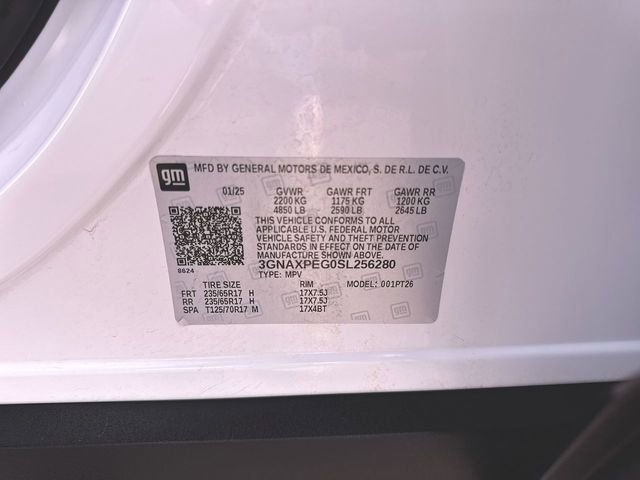 gm MFD BY GENERAL MOTORS DE MEXICO, S. DE R.L. DE C.V.
01/25 GVWR GAWR FRT GAWR RR
2200 KG 1175 KG 1200 KG
4850 LB 2590 LB 2645 LB
THIS VEHICLE CONFORMS TO ALL
APPLICABLE U.S. FEDERAL MOTOR
VEHICLE SAFETY AND THEFT PREVENTION
STANDARDS IN EFFECT ON THE DATE OF
MANUFACTURE SHOWN ABOVE.
3GNAXPEG0SL256280
8624 TYPE: MPV
TIRE SIZE RIM MODEL: 001PT26
FRT 235/65R17 H 17X7.5J
RR 235/65R17 H 17X7.5J
SPA T125/70R17 M 17X4BT